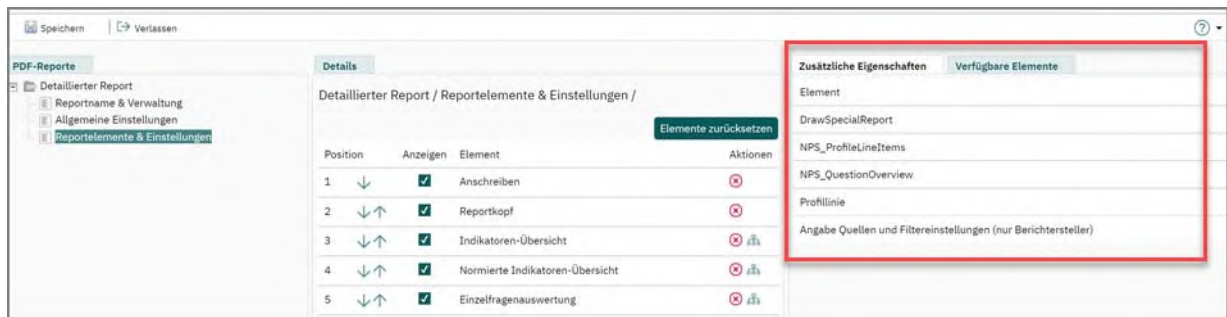 Speichern Verlassen
PDF-Reporte
Detaillierter Report
Reportname & Verwaltung
Allgemeine Einstellungen
Reportelemente & Einstellungen
Details
Detaillierter Report / Reportelemente & Einstellungen /
Elemente zurücksetzen
Position Anzeigen Element Aktionen
1 Anschreiben
2 Reportkopf
3 Indikatoren-Übersicht
4 Normierte Indikatoren-Übersicht
5 Einzelfragenauswertung
Zusätzliche Eigenschaften Verfügbare Elemente
Element
DrawSpecialReport
NPS_ProfileLineItems
NPS_QuestionOverview
Profillinie
Angabe Quellen und Filtereinstellungen (nur Berichtersteller)